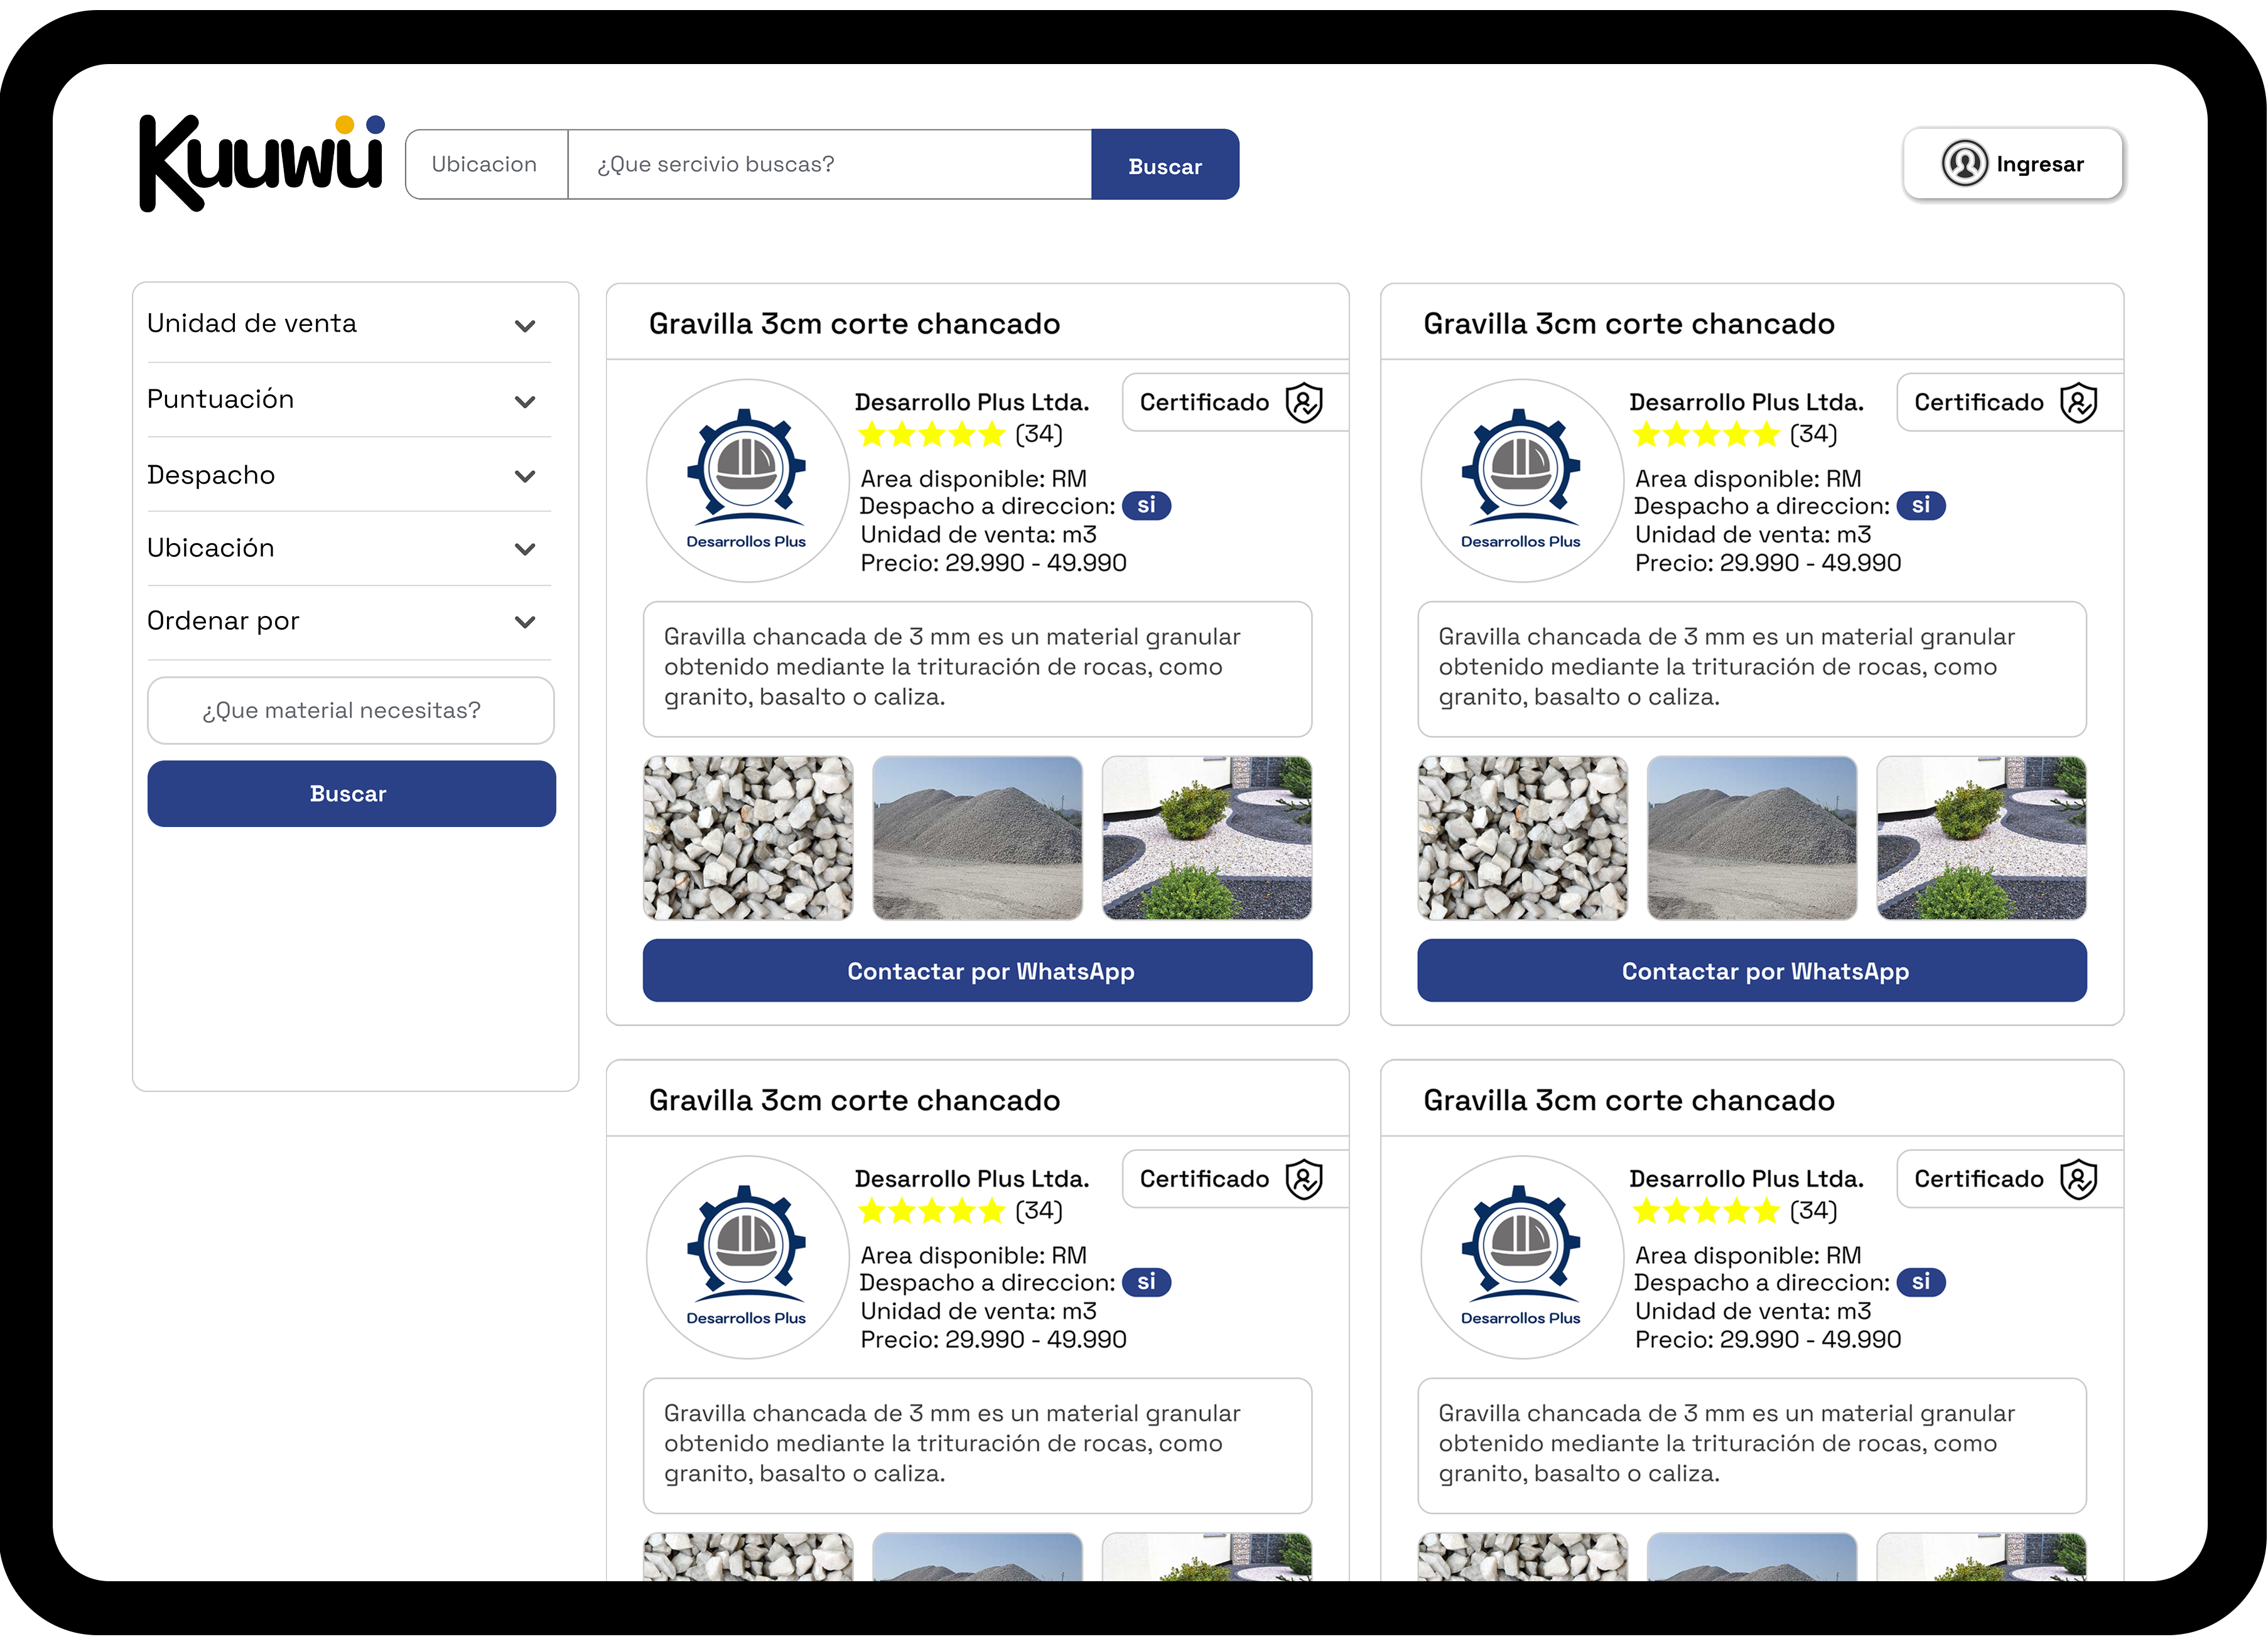 Kuuwü
Ubicacion
¿Que sercivio buscas?
Buscar
Ingresar
Unidad de venta
Puntuación
Despacho
Ubicación
Ordenar por
¿Que material necesitas?
Buscar
Gravilla 3cm corte chancado
Desarrollos Plus
Desarrollo Plus Ltda.
(34)
Certificado
Area disponible: RM
Despacho a direccion: si
Unidad de venta: m3
Precio: 29.990 - 49.990
Gravilla chancada de 3 mm es un material granular
obtenido mediante la trituración de rocas, como
granito, basalto o caliza.
Contactar por WhatsApp
Gravilla 3cm corte chancado
Desarrollos Plus
Desarrollo Plus Ltda.
(34)
Certificado
Area disponible: RM
Despacho a direccion: si
Unidad de venta: m3
Precio: 29.990 - 49.990
Gravilla chancada de 3 mm es un material granular
obtenido mediante la trituración de rocas, como
granito, basalto o caliza.
Contactar por WhatsApp
Gravilla 3cm corte chancado
Desarrollos Plus
Desarrollo Plus Ltda.
(34)
Certificado
Area disponible: RM
Despacho a direccion: si
Unidad de venta: m3
Precio: 29.990 - 49.990
Gravilla chancada de 3 mm es un material granular
obtenido mediante la trituración de rocas, como
granito, basalto o caliza.
Gravilla 3cm corte chancado
Desarrollos Plus
Desarrollo Plus Ltda.
(34)
Certificado
Area disponible: RM
Despacho a direccion: si
Unidad de venta: m3
Precio: 29.990 - 49.990
Gravilla chancada de 3 mm es un material granular
obtenido mediante la trituración de rocas, como
granito, basalto o caliza.